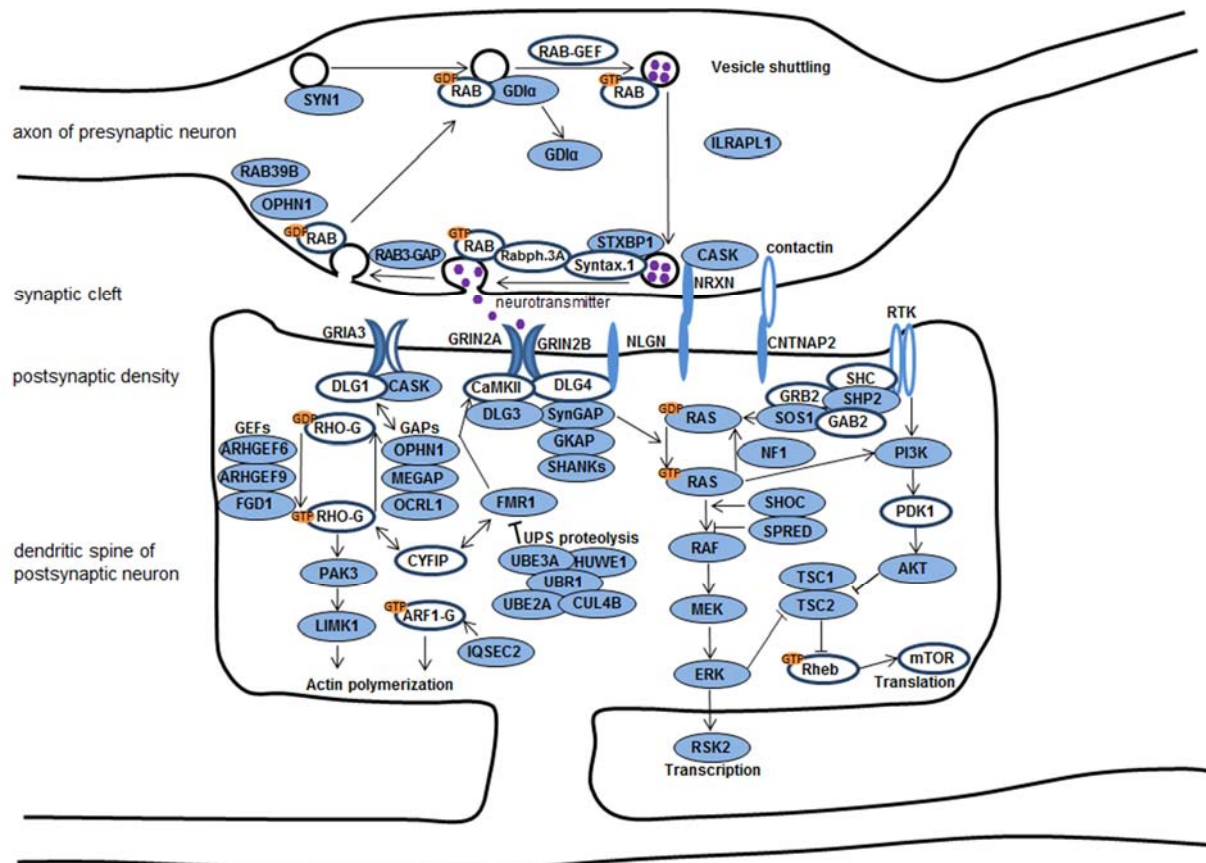 RAB-GEF
Vesicle shuttling
GDP
RAB
GDIα
GTP
RAB
SYN1
axon of presynaptic neuron
GDIα
ILRAPL1
RAB39B
OPHN1
GDP
RAB
RAB3-GAP
GTP
RAB
Rabph.3A
STXBP1
Syntax.1
CASK
contactin
NRXN
synaptic cleft
neurotransmitter
GRIA3
GRIN2A
GRIN2B
NLGN
CNTNAP2
RTK
postsynaptic density
DLG1
CASK
CaMKII
DLG4
DLG3
SynGAP
GKAP
SHANKs
SHC
GRB2
SHP2
SOS1
GAB2
GDP
RAS
NF1
PI3K
GEFs
ARHGEF6
ARHGEF9
FGD1
GDP
RHO-G
GAPs
OPHN1
MEGAP
OCRL1
GTP
RHO-G
FMR1
GTP
RAS
SHOC
SPRED
PDK1
RAF
dendritic spine of
postsynaptic neuron
CYFIP
UPS proteolysis
UBE3A
HUWE1
UBR1
UBE2A
CUL4B
PAK3
LIMK1
GTP
ARF1-G
IQSEC2
Actin polymerization
MEK
ERK
AKT
TSC1
TSC2
GTP
Rheb
mTOR
Translation
RSK2
Transcription